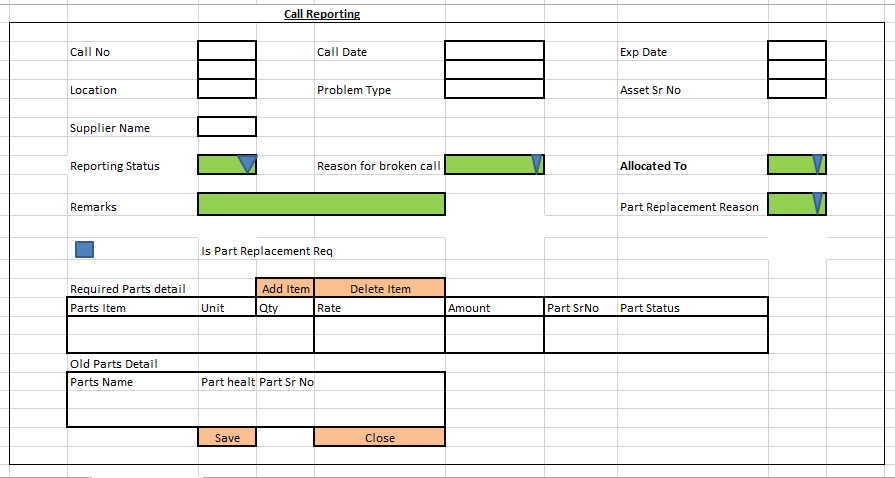 Call Reporting
Call No Call Date Exp Date
Location Problem Type Asset Sr No
Supplier Name
Reporting Status Reason for broken call Allocated To
Remarks Part Replacement Reason
Is Part Replacement Req
Required Parts detail Add Item Delete Item
Parts Item Unit Qty Rate Amount Part SrNo Part Status
Old Parts Detail
Parts Name Part healt Part Sr No
Save Close